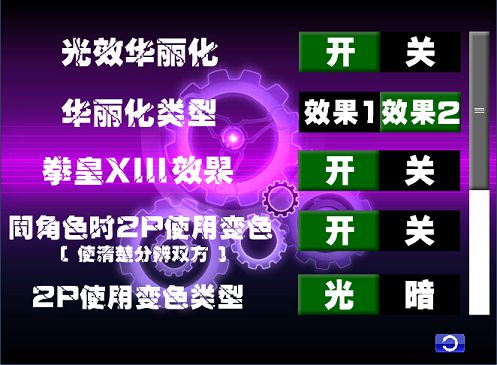 光效华丽化 开 关
华丽化类型 效果1 效果2
拳皇XIII效果 开 关
同角色时2P使用变色 开 关
〔 使清楚分辨双方 〕
2P使用变色类型 光 暗